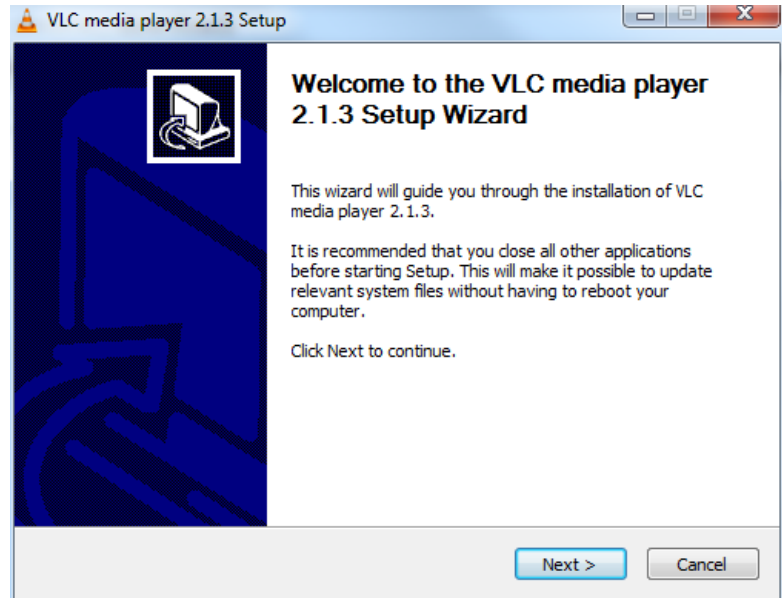 VLC media player 2.1.3 Setup
Welcome to the VLC media player
2.1.3 Setup Wizard
This wizard will guide you through the installation of VLC
media player 2.1.3.
It is recommended that you close all other applications
before starting Setup. This will make it possible to update
relevant system files without having to reboot your
computer.
Click Next to continue.
Next >
Cancel